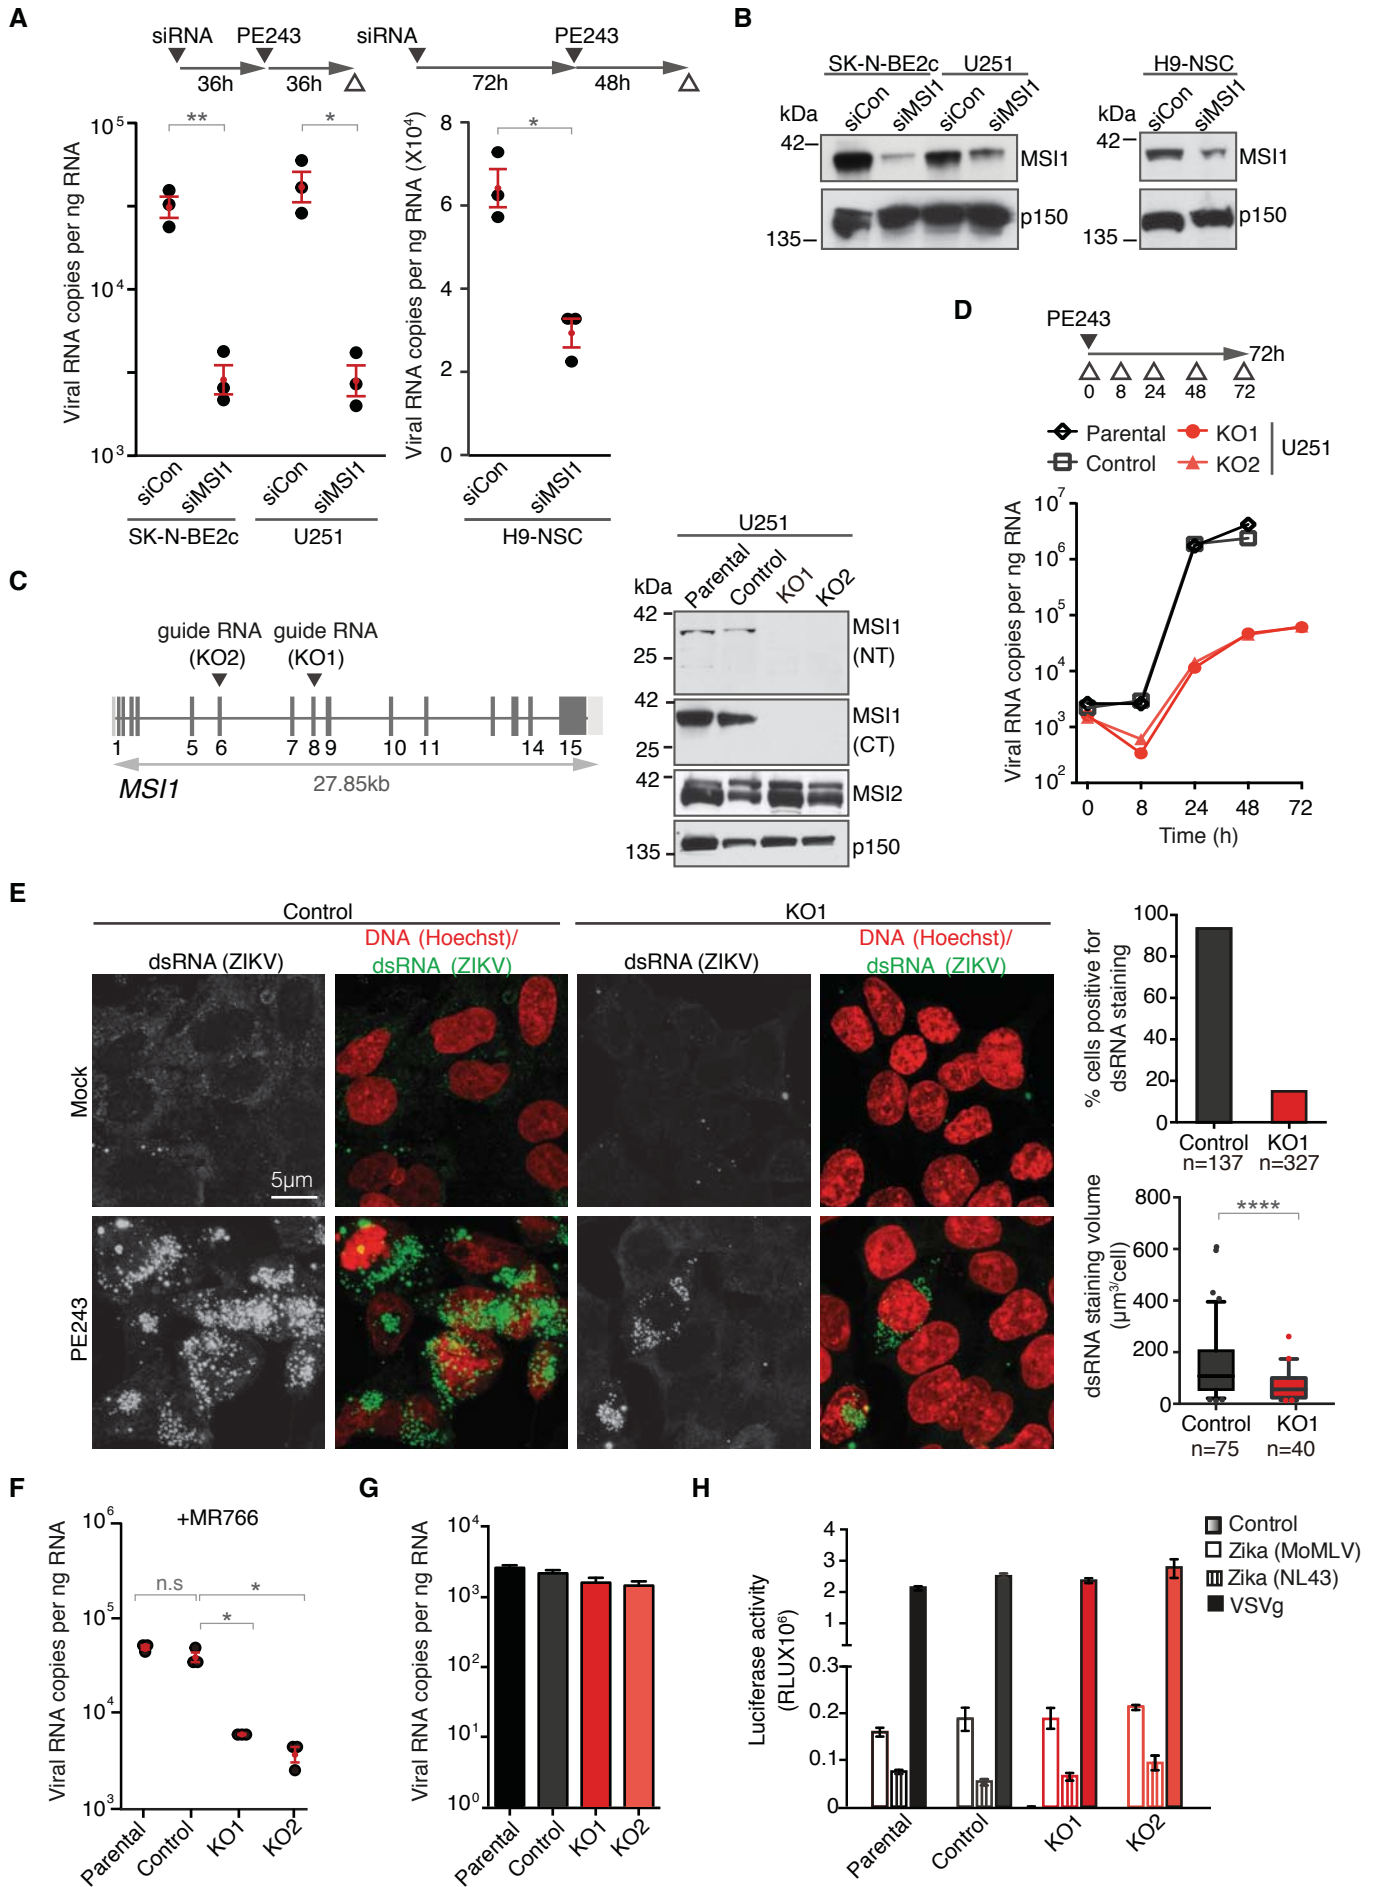 A
siRNA PE243 siRNA PE243
36h 36h 72h 48h
Viral RNA copies per ng RNA
10^5
10^4
10^3
** *
siCon siMSI1 siCon siMSI1
SK-N-BE2c U251
Viral RNA copies per ng RNA (X10^4)
8
6
4
2
0
*
siCon siMSI1
H9-NSC
B
SK-N-BE2c U251 H9-NSC
kDa siCon siMSI1 siCon siMSI1 kDa siCon siMSI1
42 MSI1 42 MSI1
135 p150 135 p150
C
guide RNA guide RNA
(KO2) (KO1)
1 5 6 7 8 9 10 11 14 15
MSI1 27.85kb
U251
kDa Parental Control KO1 KO2
42 MSI1
25 (NT)
42 MSI1
25 (CT)
42 MSI2
135 p150
D
PE243
72h
0 8 24 48 72
Parental KO1
Control KO2
U251
Viral RNA copies per ng RNA
10^7
10^6
10^5
10^4
10^3
10^2
0 8 24 48 72
Time (h)
E
Control KO1
DNA (Hoechst)/ DNA (Hoechst)/
dsRNA (ZIKV) dsRNA (ZIKV) dsRNA (ZIKV) dsRNA (ZIKV)
Mock
5μm
PE243
% cells positive for
dsRNA staining
100
80
60
40
20
0
Control KO1
n=137 n=327
dsRNA staining volume
(μm^3/cell)
800
600
400
200
0
****
Control KO1
n=75 n=40
F
+MR766
Viral RNA copies per ng RNA
10^6
10^5
10^4
10^3
n.s *
*
Parental Control KO1 KO2
G
Viral RNA copies per ng RNA
10^4
10^3
10^2
10^1
10^0
Parental Control KO1 KO2
H
Control
Zika (MoMLV)
Zika (NL43)
VSVg
Luciferase activity
(RLUX10^6)
4
3
2
1
0.3
0.2
0.1
0
Parental Control KO1 KO2